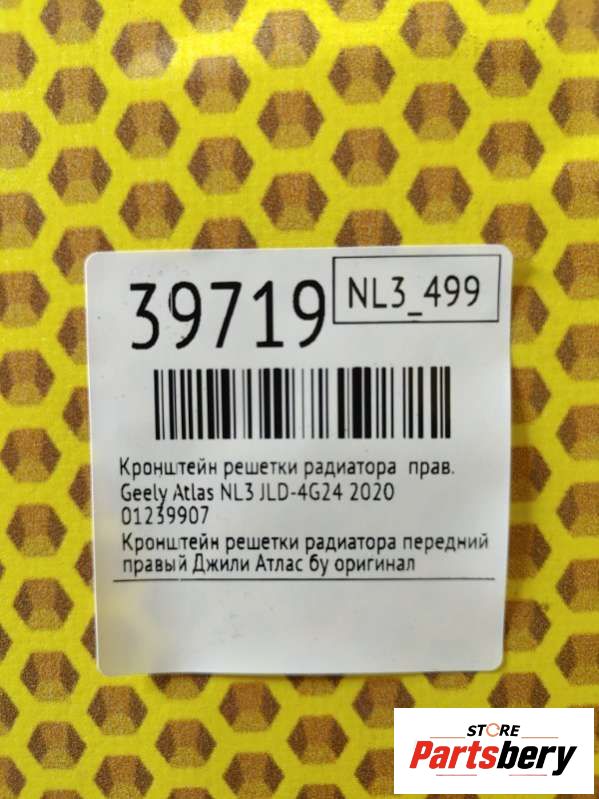 39719
NL3_499
Кронштейн решетки радиатора прав.
Geely Atlas NL3 JLD-4G24 2020
01239907
Кронштейн решетки радиатора передний
правый Джили Атлас бу оригинал
STORE
Partsbery